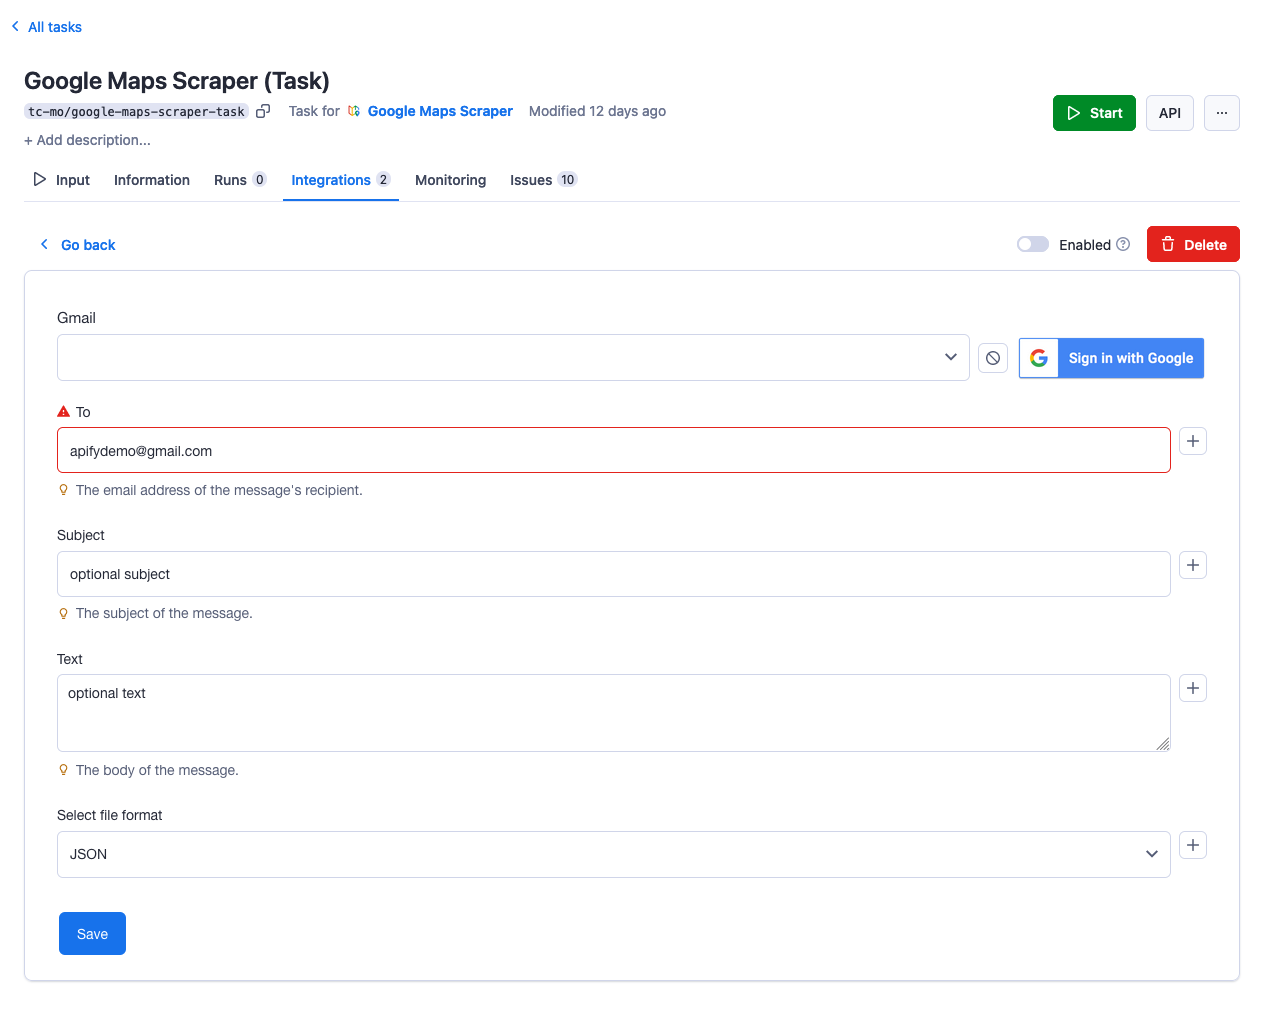 All tasks
Google Maps Scraper (Task)
tc-mo/google-maps-scraper-task Task for Google Maps Scraper Modified 12 days ago
+ Add description...
Start API ...
Input Information Runs 0 Integrations 2 Monitoring Issues 10
Go back Enabled ? Delete
Gmail
G Sign in with Google
To
apifydemo@gmail.com
The email address of the message's recipient.
Subject
optional subject
The subject of the message.
Text
optional text
The body of the message.
Select file format
JSON
Save